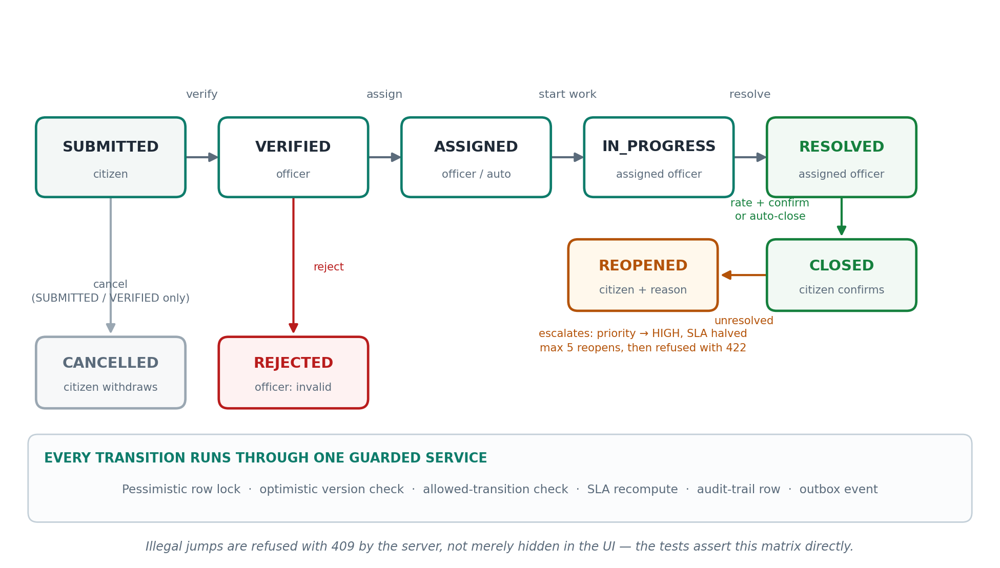 verify
assign
start work
resolve
SUBMITTED
citizen
VERIFIED
officer
ASSIGNED
officer / auto
IN_PROGRESS
assigned officer
RESOLVED
assigned officer
rate + confirm
or auto-close
cancel
(SUBMITTED / VERIFIED only)
reject
REOPENED
citizen + reason
CLOSED
citizen confirms
unresolved
escalates: priority → HIGH, SLA halved
max 5 reopens, then refused with 422
CANCELLED
citizen withdraws
REJECTED
officer: invalid
EVERY TRANSITION RUNS THROUGH ONE GUARDED SERVICE
Pessimistic row lock · optimistic version check · allowed-transition check · SLA recompute · audit-trail row · outbox event
Illegal jumps are refused with 409 by the server, not merely hidden in the UI — the tests assert this matrix directly.